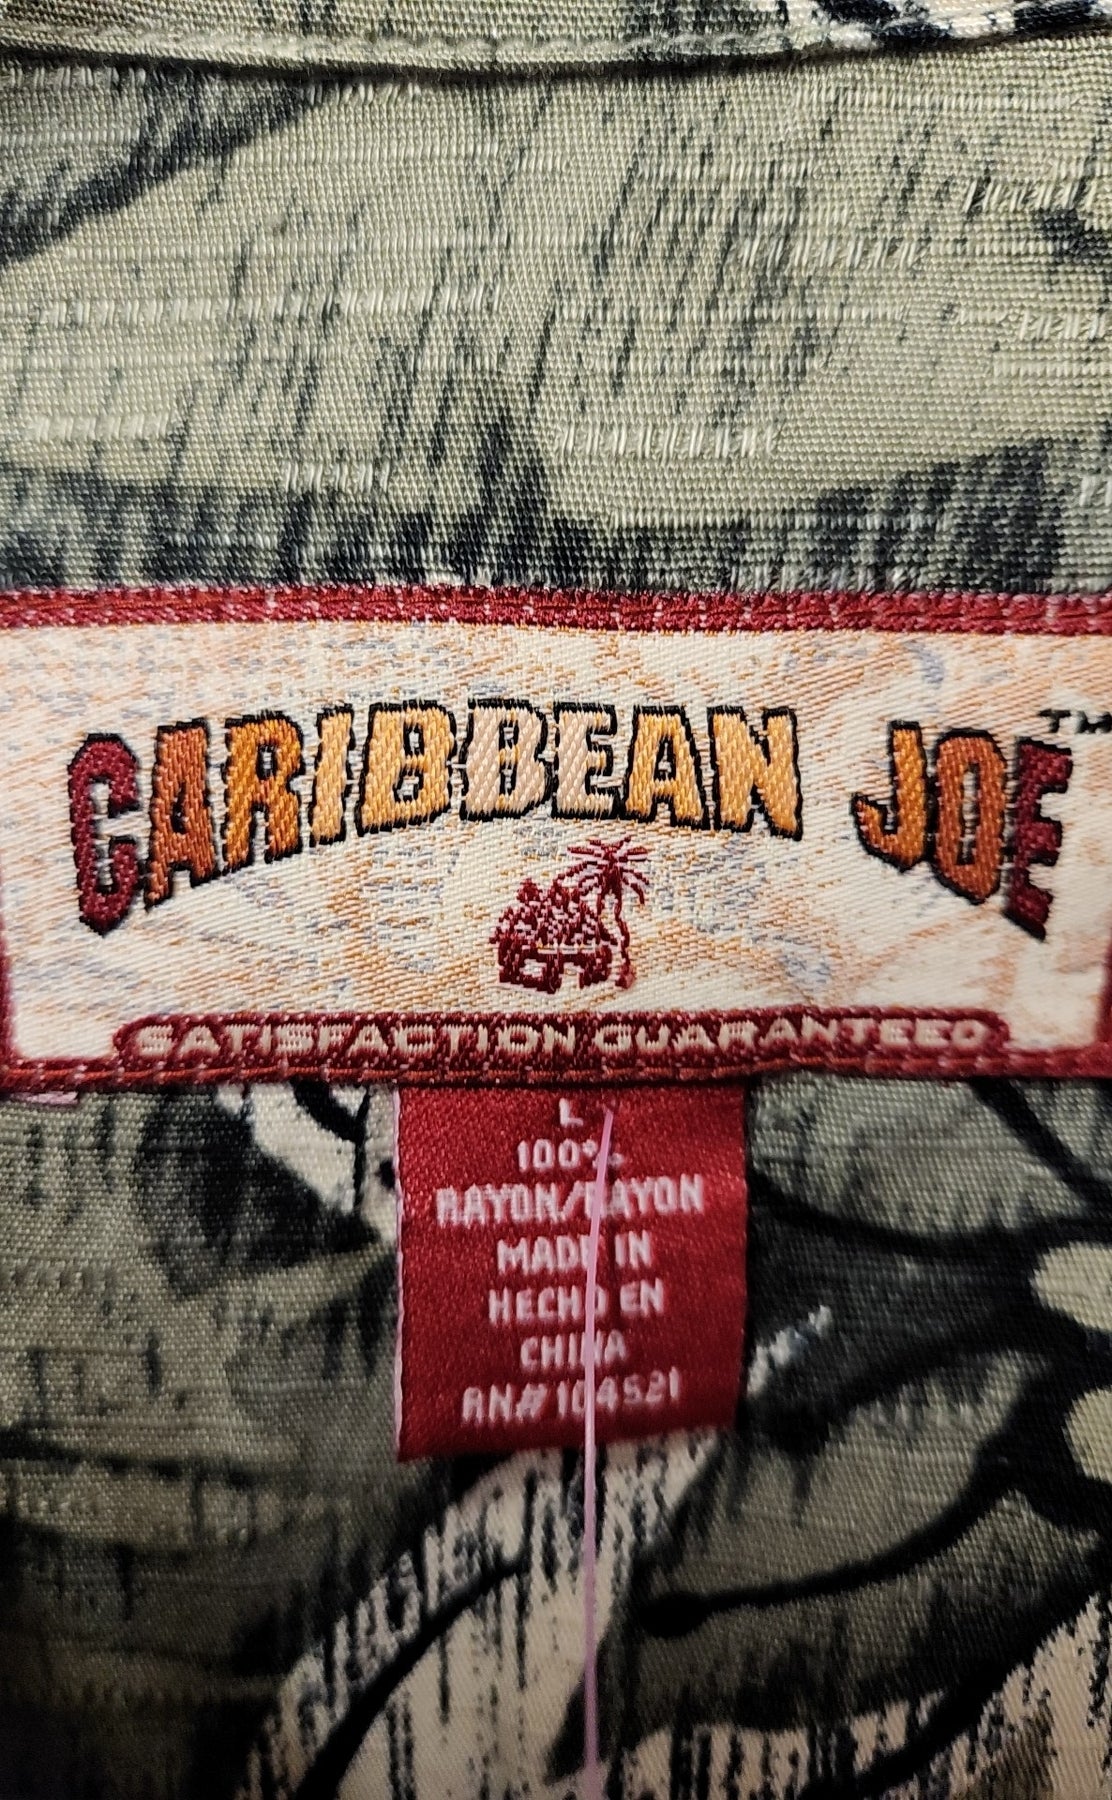 CARIBBEAN JOE™
SATISFACTION GUARANTEED
L
100%
RAYON/RAYON
MADE IN
HECHO EN
CHINA
RN# 104521